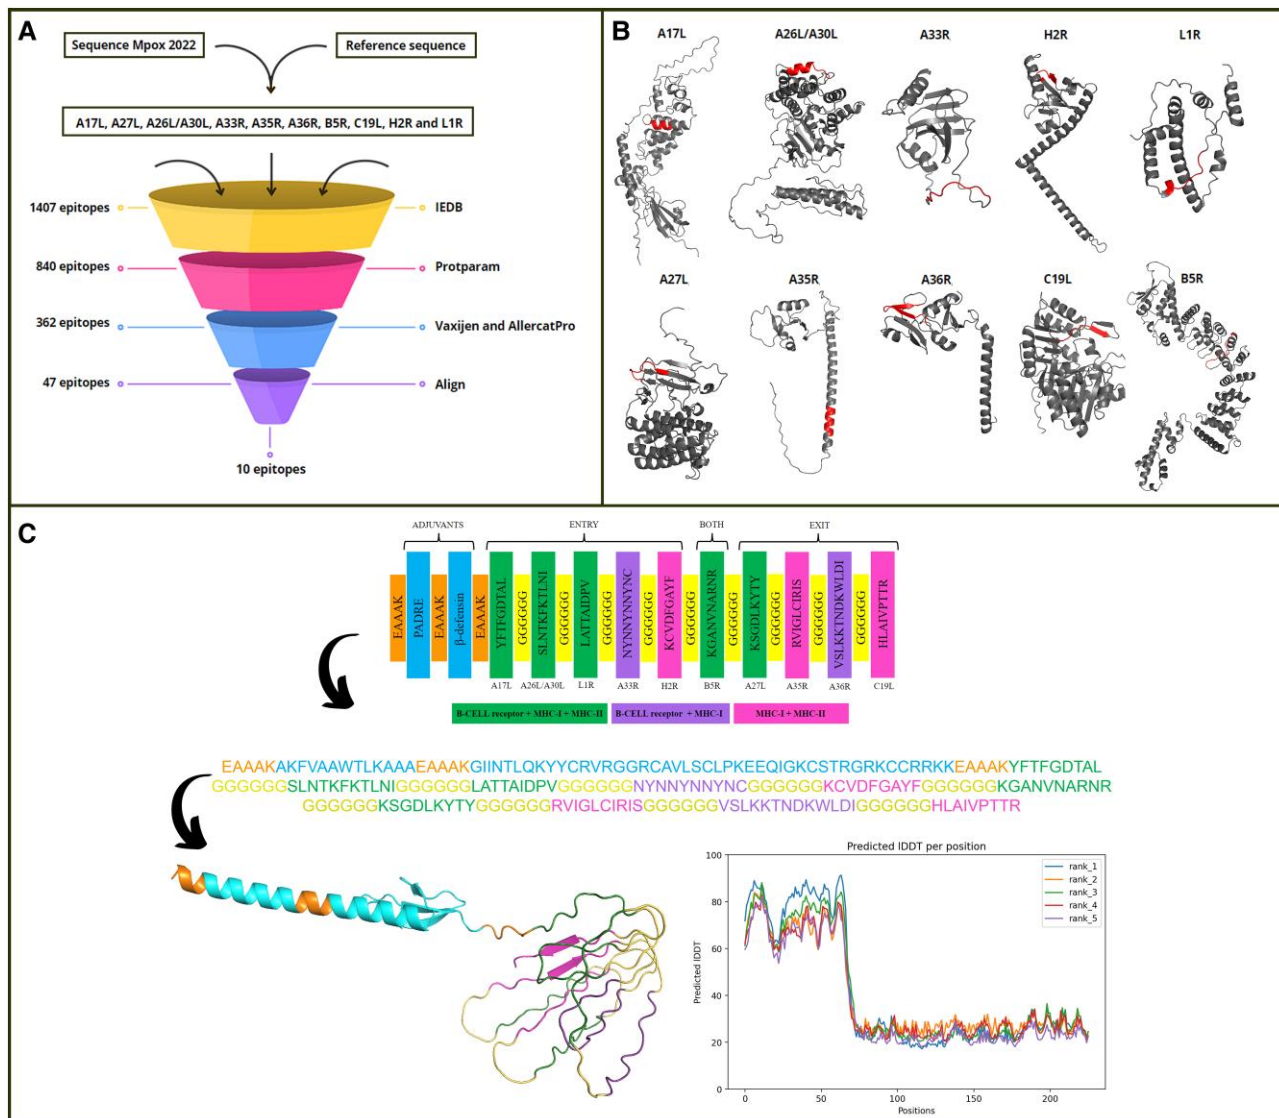 A
Sequence Mpox 2022
Reference sequence
A17L, A27L, A26L/A30L, A33R, A35R, A36R, B5R, C19L, H2R and L1R
1407 epitopes
IEDB
840 epitopes
Protparam
362 epitopes
Vaxijen and AllercatPro
47 epitopes
Align
10 epitopes
B
A17L
A26L/A30L
A33R
H2R
L1R
A27L
A35R
A36R
C19L
B5R
C
ADJUVANTS
ENTRY
BOTH
EXIT
EAAAK
PADRE
EAAAK
β-defensin
EAAAK
YFTFGDTAL
GGGGGG
SLNTKFKTLNI
GGGGGG
LATTAIDPV
GGGGGG
NYNNYNNYNC
GGGGGG
KCVDFGAYF
GGGGGG
KGANVNARNR
GGGGGG
KSGDLKYTY
GGGGGG
RVIGLCIRIS
GGGGGG
VSLKKTNDKWLDI
GGGGGG
HLAIVPTTR
A17L
A26L/A30L
L1R
A33R
H2R
B5R
A27L
A35R
A36R
C19L
B-CELL receptor + MHC-I + MHC-II
B-CELL receptor + MHC-I
MHC-I + MHC-II
EAAAKAKFVAAWTLKAAAEAAAKGIINTLQKYYCRVRGGRCAVLSCLPKEEQIGKCSTRGRKCCRRKKEAAAKYFTFGDTAL
GGGGGGSLNTKFKTLNIGGGGGGLATTAIDPVGGGGGGNYNNYNNYNCGGGGGGKCVDFGAYFGGGGGGKGANVNARNR
GGGGGGKSGDLKYTYGGGGGGRVIGLCIRISGGGGGGVSLKKTNDKWLDIGGGGGGHLAIVPTTR
Predicted lDDT per position
100
80
60
40
20
0
Predicted lDDT
0
50
100
150
200
Positions
rank_1
rank_2
rank_3
rank_4
rank_5